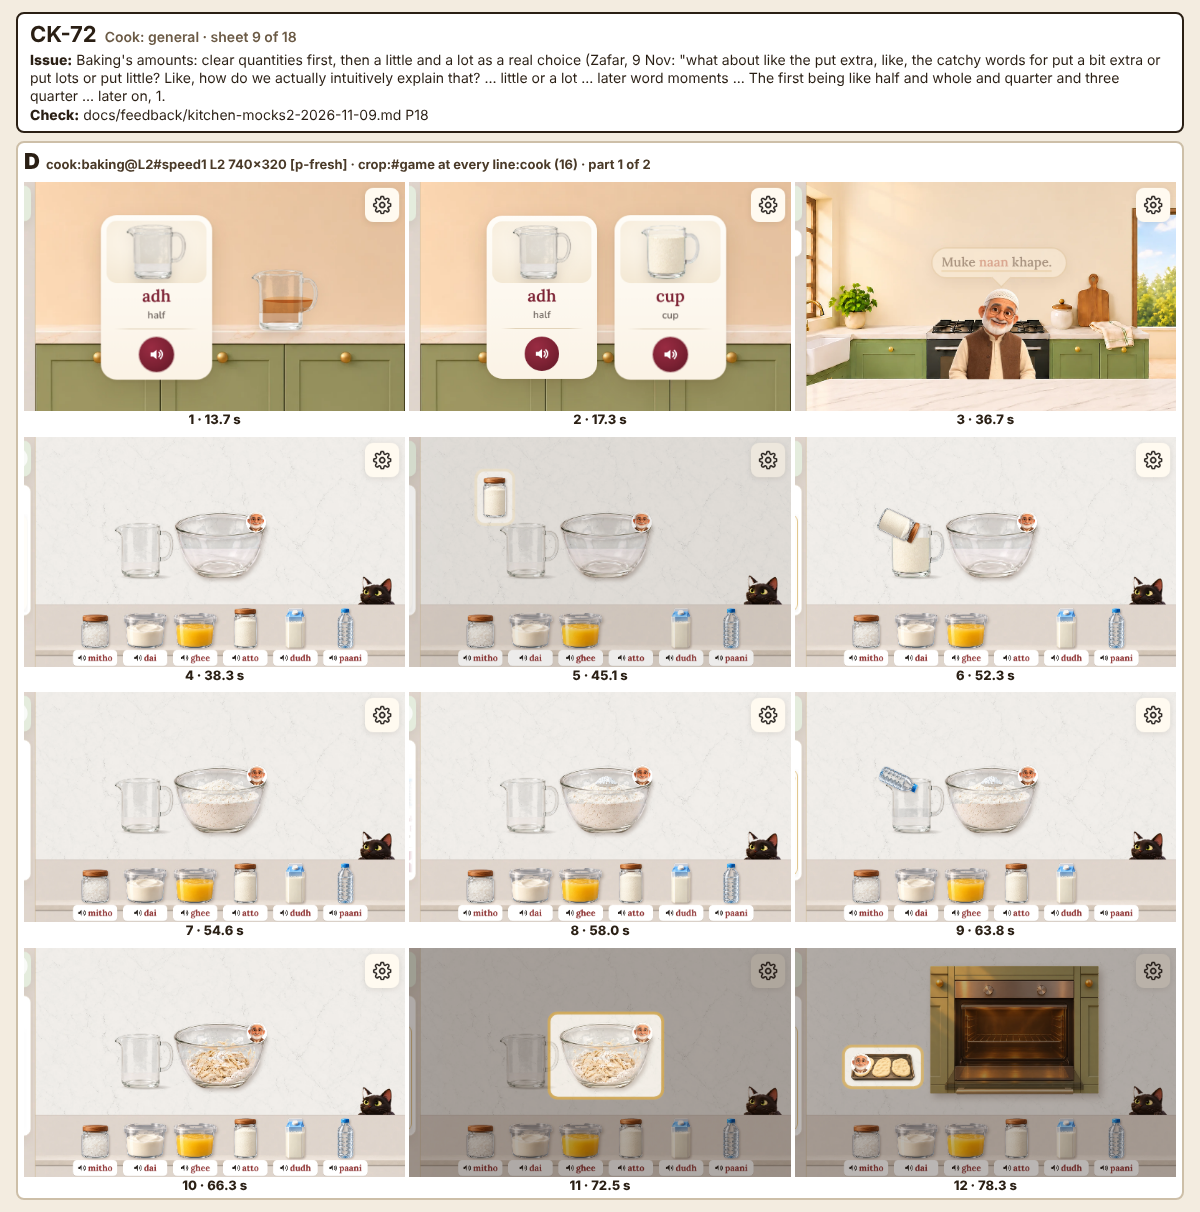 CK-72 Cook: general · sheet 9 of 18
Issue: Baking's amounts: clear quantities first, then a little and a lot as a real choice (Zafar, 9 Nov: "what about like the put extra, like, the catchy words for put a bit extra or
put lots or put little? Like, how do we actually intuitively explain that? ... little or a lot ... later word moments ... The first being like half and whole and quarter and three
quarter ... later on, 1.
Check: docs/feedback/kitchen-mocks2-2026-11-09.md P18
D cook:baking@L2#speed1 L2 740×320 [p-fresh] · crop:#game at every line:cook (16) · part 1 of 2
adh
half
adh
half
cup
cup
Muke naan khape.
1 · 13.7 s
2 · 17.3 s
3 · 36.7 s
mitho dai ghee atto dudh paani
mitho dai ghee atto dudh paani
mitho dai ghee atto dudh paani
4 · 38.3 s
5 · 45.1 s
6 · 52.3 s
mitho dai ghee atto dudh paani
mitho dai ghee atto dudh paani
mitho dai ghee atto dudh paani
7 · 54.6 s
8 · 58.0 s
9 · 63.8 s
mitho dai ghee atto dudh paani
mitho dai ghee atto dudh paani
mitho dai ghee atto dudh paani
10 · 66.3 s
11 · 72.5 s
12 · 78.3 s